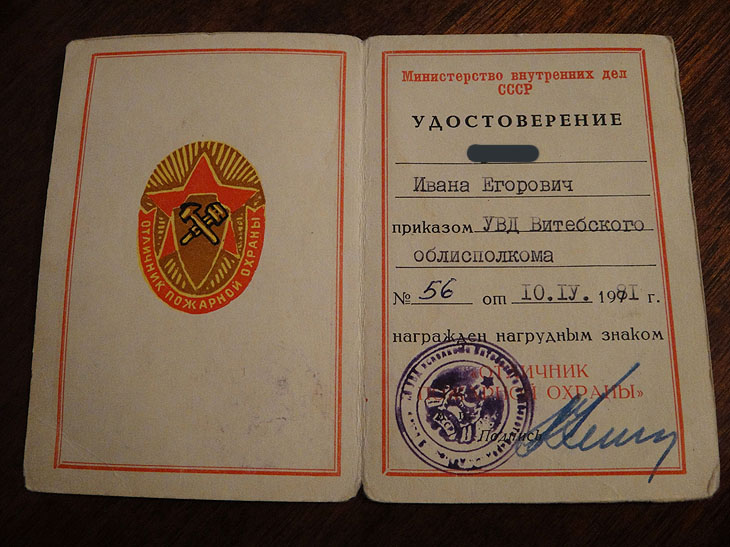 ОТЛИЧНИК ПОЖАРНОЙ ОХРАНЫ
Министерство внутренних дел
СССР
УДОСТОВЕРЕНИЕ
Ивана Егорович
приказом УВД Витебского
облисполкома
№ 56 от 10.IУ. 1981 г.
награжден нагрудным знаком
«ОТЛИЧНИК
ПОЖАРНОЙ ОХРАНЫ»
Подпись